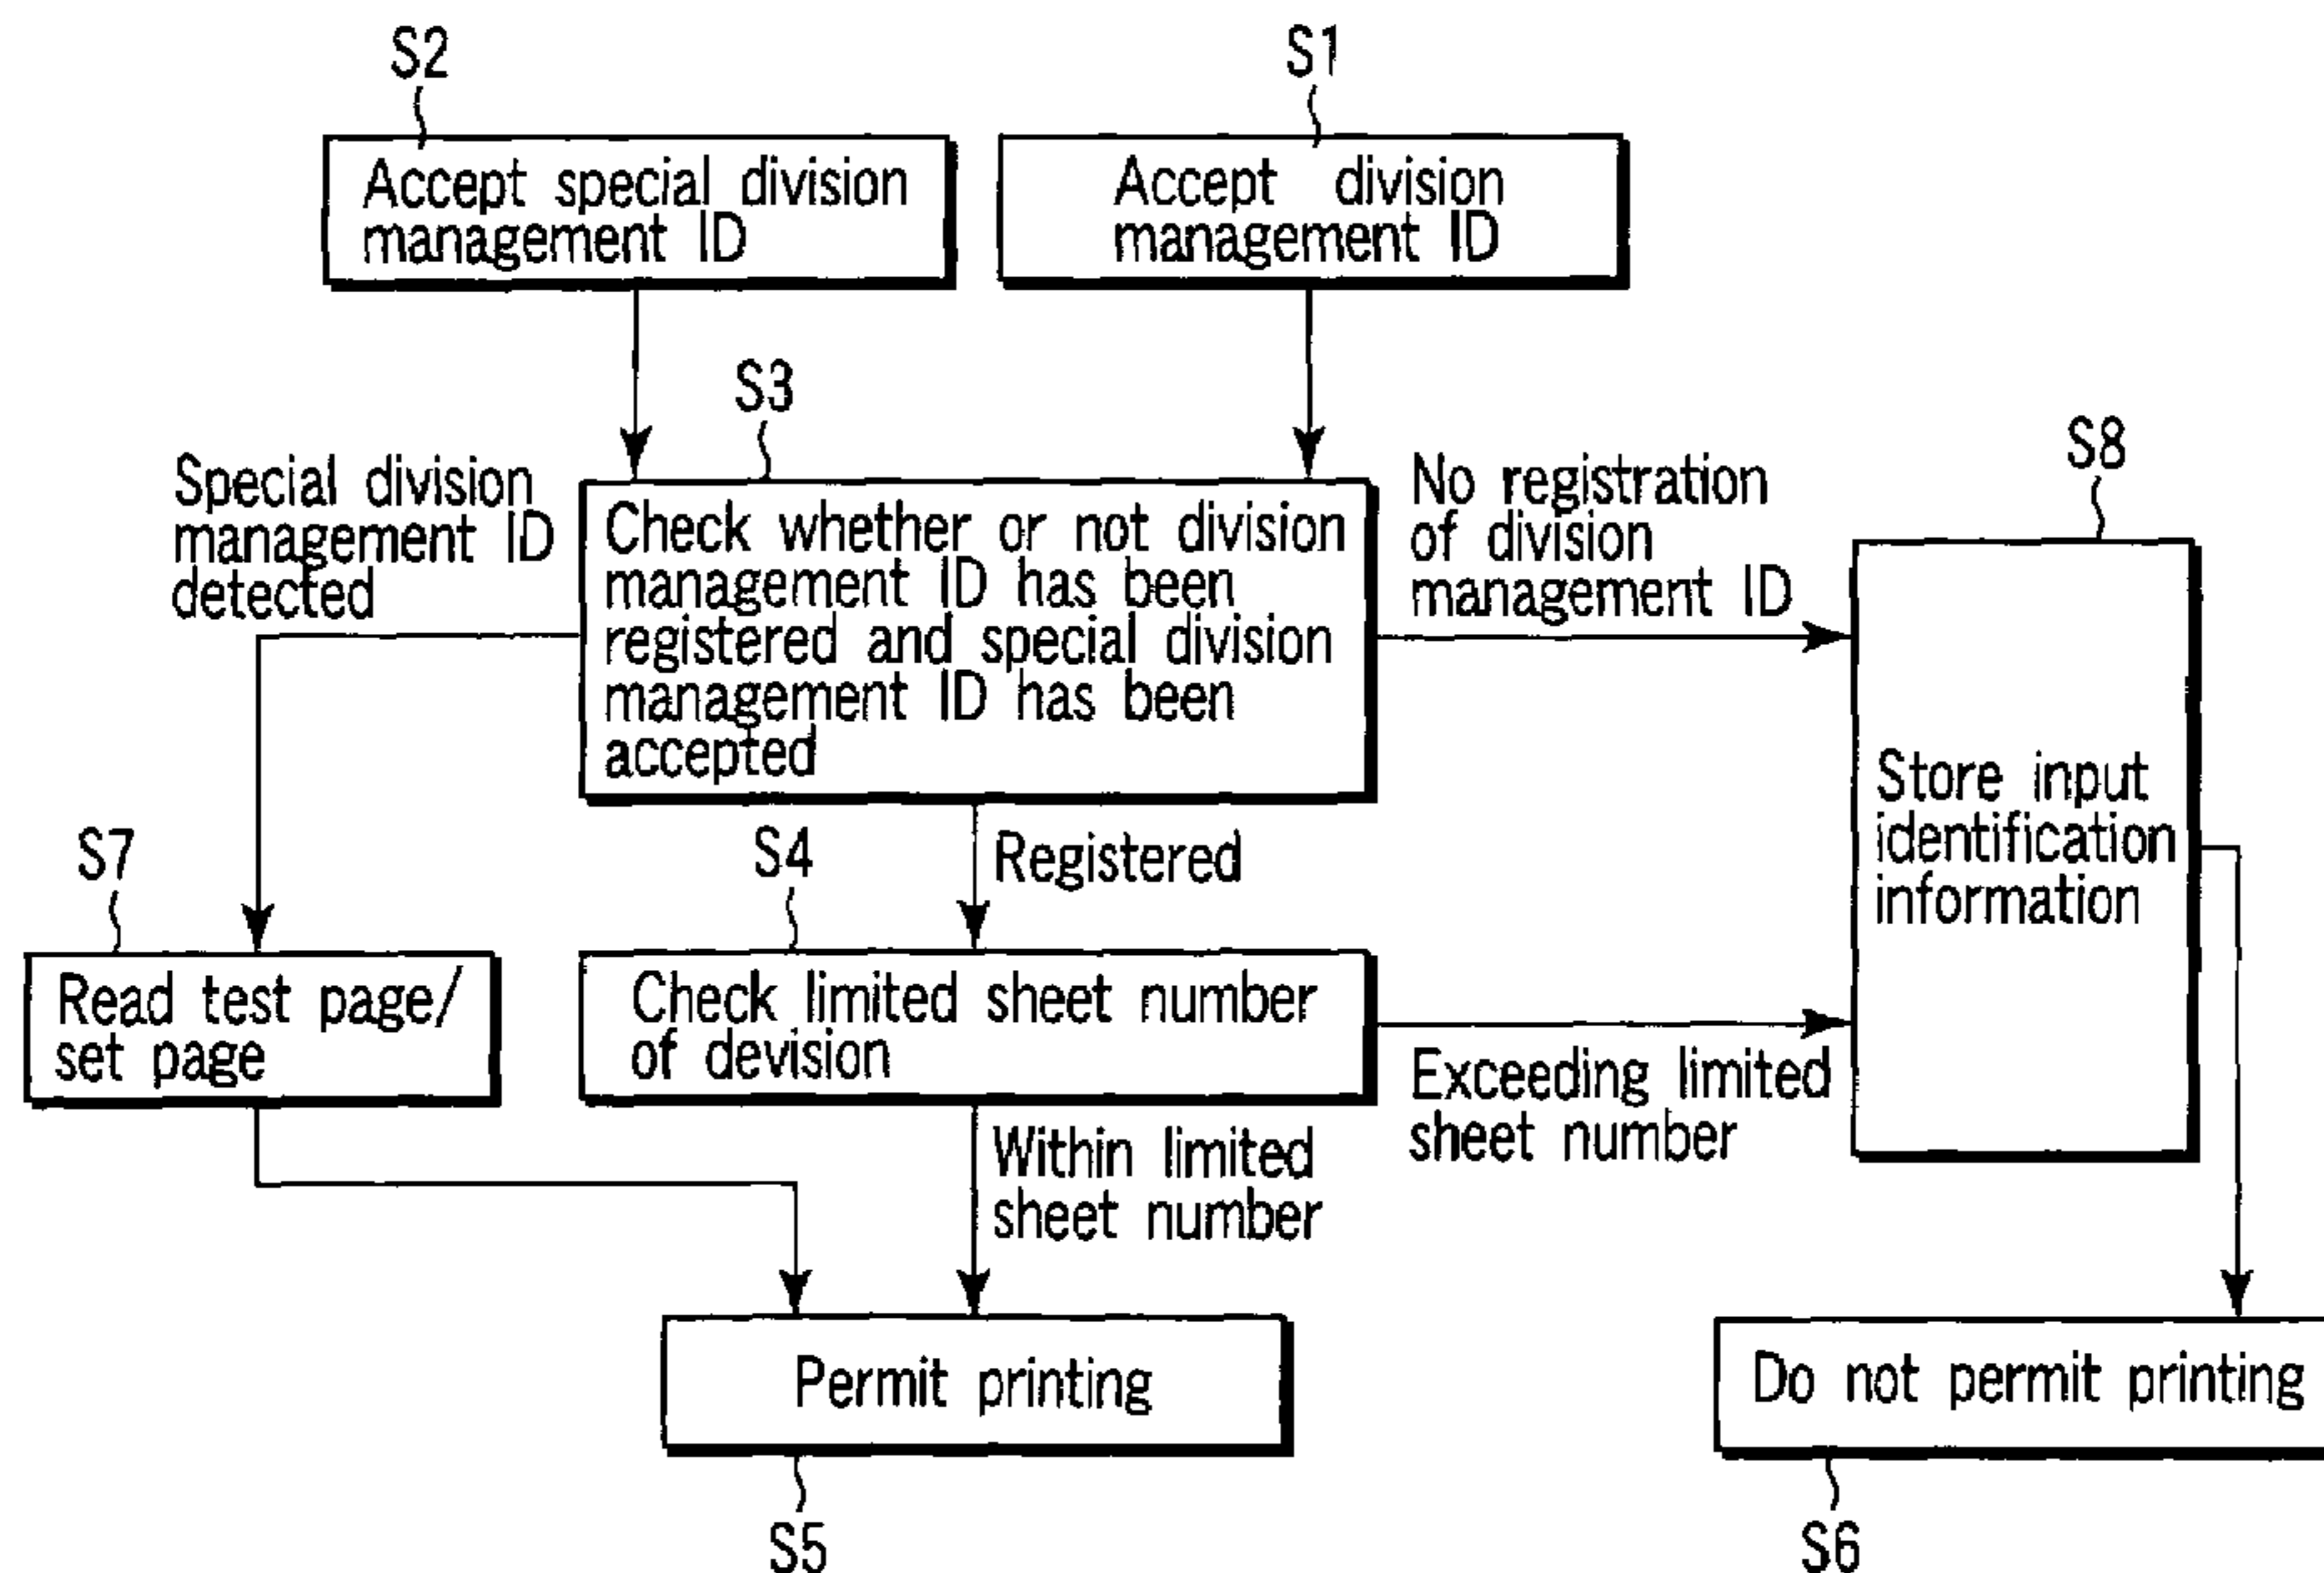 S2
S1
Accept special division
management ID
Accept division
management ID
S3
S8
Special division
management ID
detected
Check whether or not division
management ID has been
registered and special division
management ID has been
accepted
No registration
of division
management ID
Store input
identification
information
S7
S4
Registered
Read test page/
set page
Check limited sheet number
of devision
Exceeding limited
sheet number
Within limited
sheet number
Permit printing
Do not permit printing
S5
S6